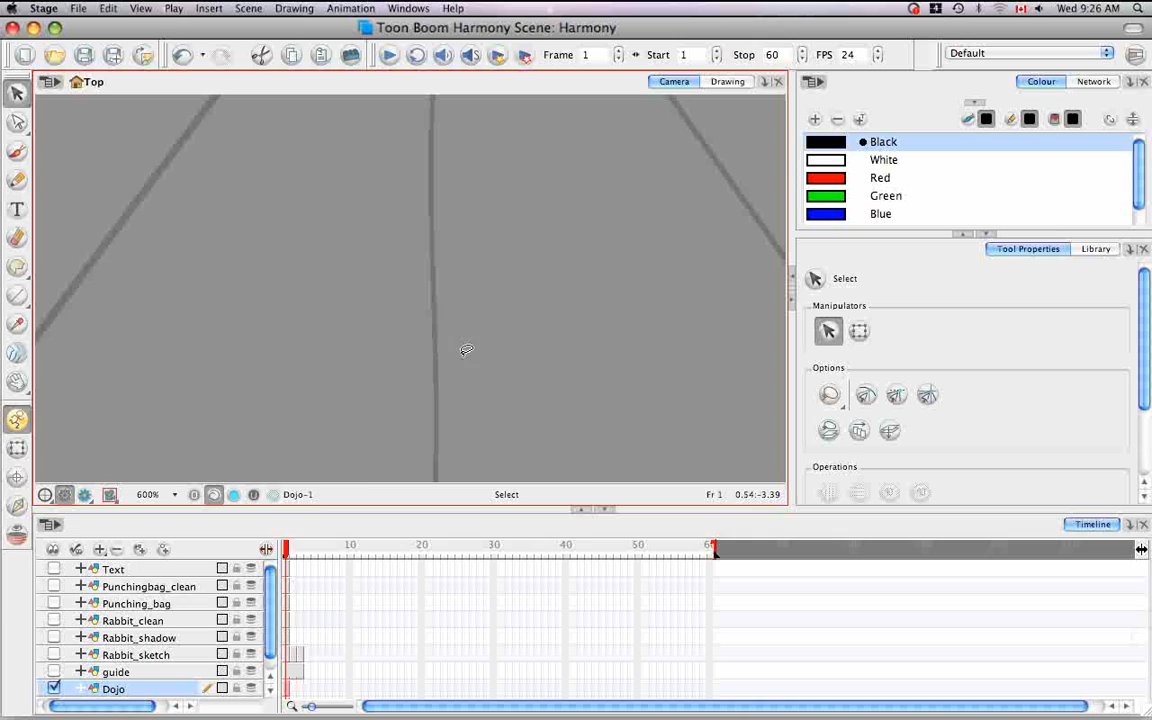 Stage File Edit View Play Insert Scene Drawing Animation Windows Help Wed 9:26 AM
Toon Boom Harmony Scene: Harmony
Frame 1 Start 1 Stop 60 FPS 24 Default
Top Camera Drawing
Colour Network
Black
White
Red
Green
Blue
Tool Properties Library
Select
Manipulators
Options
Operations
600% Dojo-1 Select Fr 1 0.54:-3.39
Timeline
10 20 30 40 50 60
Text
Punchingbag_clean
Punching_bag
Rabbit_clean
Rabbit_shadow
Rabbit_sketch
guide
Dojo